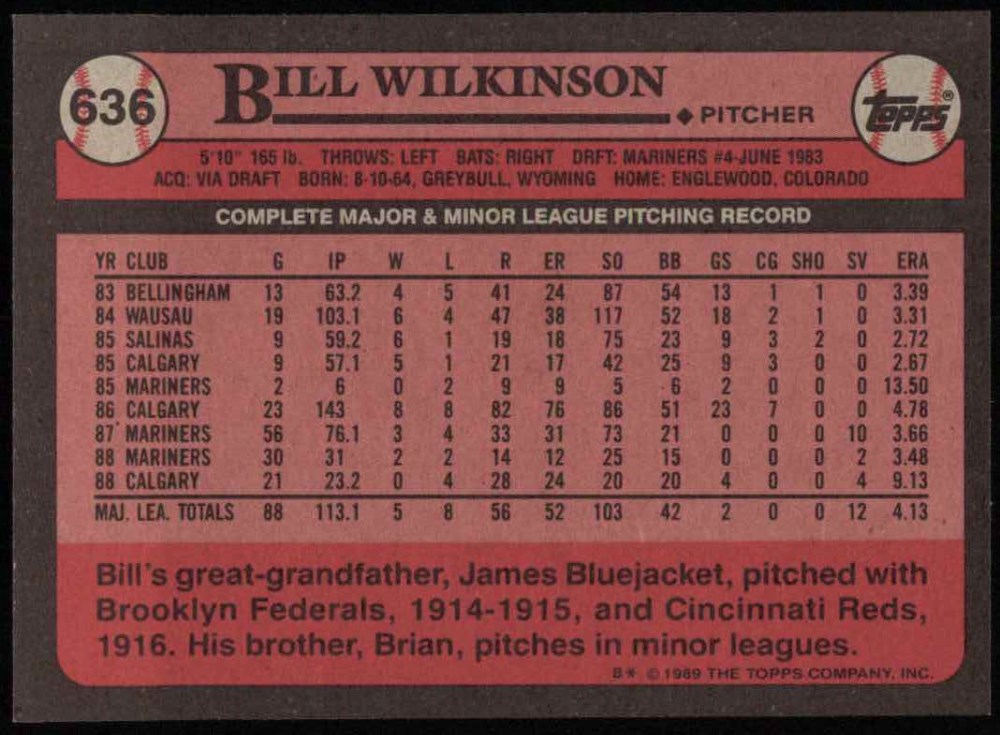 636
BILL WILKINSON
◆ PITCHER
TOPPS®
5'10" 165 lb. THROWS: LEFT BATS: RIGHT DRFT: MARINERS #4-JUNE 1983
ACQ: VIA DRAFT BORN: 8-10-64, GREYBULL, WYOMING HOME: ENGLEWOOD, COLORADO
COMPLETE MAJOR & MINOR LEAGUE PITCHING RECORD
YR CLUB G IP W L R ER SO BB GS CG SHO SV ERA
83 BELLINGHAM 13 63.2 4 5 41 24 87 54 13 1 1 0 3.39
84 WAUSAU 19 103.1 6 4 47 38 117 52 18 2 1 0 3.31
85 SALINAS 9 59.2 6 1 19 18 75 23 9 3 2 0 2.72
85 CALGARY 9 57.1 5 1 21 17 42 25 9 3 0 0 2.67
85 MARINERS 2 6 0 2 9 9 5 6 2 0 0 0 13.50
86 CALGARY 23 143 8 8 82 76 86 51 23 7 0 0 4.78
87 MARINERS 56 76.1 3 4 33 31 73 21 0 0 0 10 3.66
88 MARINERS 30 31 2 2 14 12 25 15 0 0 0 2 3.48
88 CALGARY 21 23.2 0 4 28 24 20 20 4 0 0 4 9.13
MAJ. LEA. TOTALS 88 113.1 5 8 56 52 103 42 2 0 0 12 4.13
Bill's great-grandfather, James Bluejacket, pitched with
Brooklyn Federals, 1914-1915, and Cincinnati Reds,
1916. His brother, Brian, pitches in minor leagues.
B* © 1989 THE TOPPS COMPANY, INC.